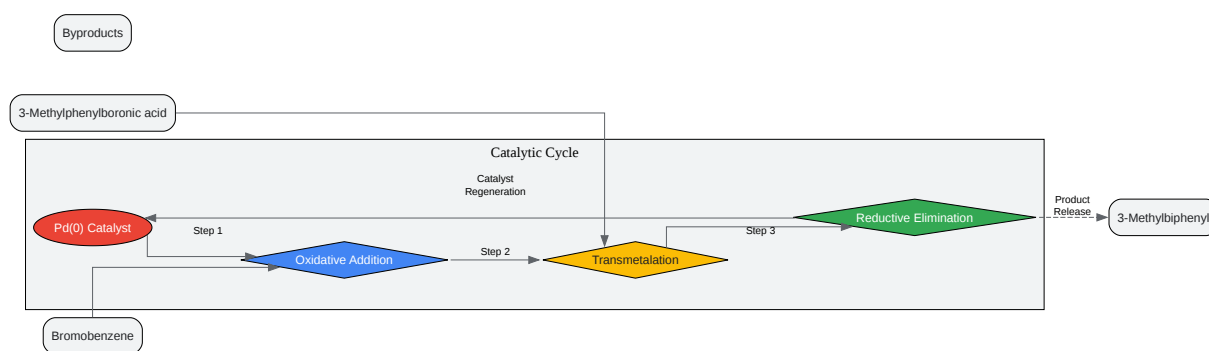 Byproducts
3-Methylphenylboronic acid
Catalytic Cycle
Catalyst
Regeneration
Product
Release
Pd(0) Catalyst
Step 1
Reductive Elimination
3-Methylbiphenyl
Step 3
Step 2
Oxidative Addition
Transmetalation
Bromobenzene